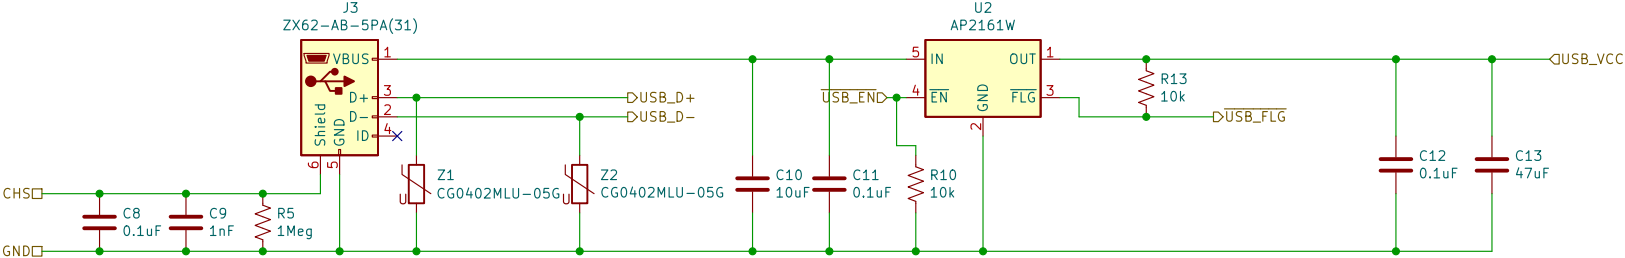 J3
ZX62-AB-5PA(31)
U2
AP2161W
VBUS
1
5
IN
OUT
1
USB_VCC
R13
10k
D+
3
USB_D+
USB_EN
4
EN
FLG
3
GND
D-
2
USB_D-
USB_FLG
Shield
GND
ID
4
2
6
5
Z1
CG0402MLU-05G
U
Z2
CG0402MLU-05G
U
C10
10uF
C11
0.1uF
R10
10k
C12
0.1uF
C13
47uF
CHS
C8
0.1uF
C9
1nF
R5
1Meg
GND